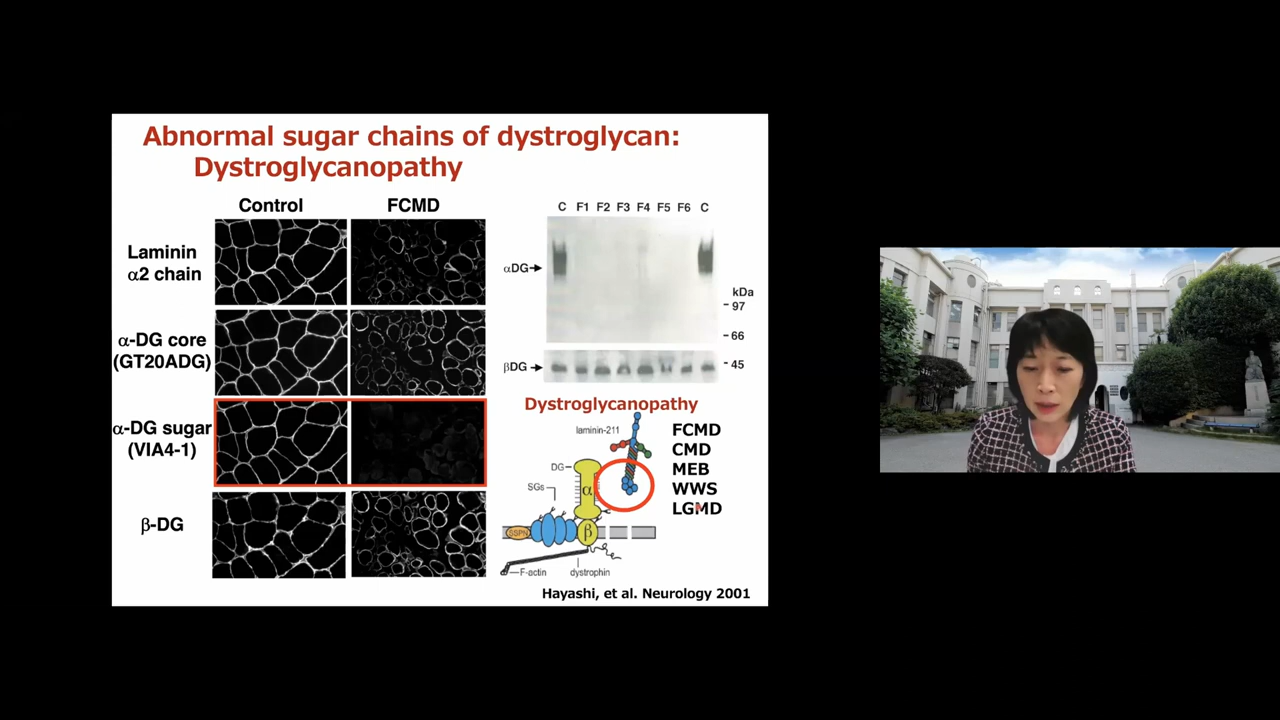 Abnormal sugar chains of dystroglycan:
Dystroglycanopathy
Control
FCMD
Laminin
α2 chain
α-DG core
(GT20ADG)
α-DG sugar
(VIA4-1)
β-DG
C F1 F2 F3 F4 F5 F6 C
αDG
kDa
97
66
βDG
45
Dystroglycanopathy
laminin-211
DG
α
SGs
SSPN
β
F-actin
dystrophin
FCMD
CMD
MEB
WWS
LGMD
Hayashi, et al. Neurology 2001